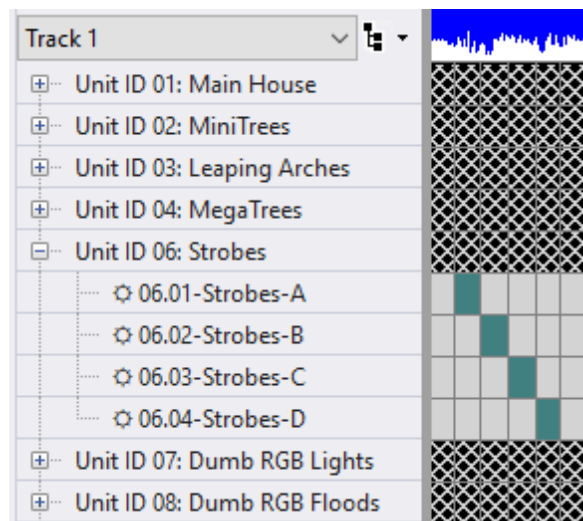 Track 1
Unit ID 01: Main House
Unit ID 02: MiniTrees
Unit ID 03: Leaping Arches
Unit ID 04: MegaTrees
Unit ID 06: Strobes
06.01-Strobes-A
06.02-Strobes-B
06.03-Strobes-C
06.04-Strobes-D
Unit ID 07: Dumb RGB Lights
Unit ID 08: Dumb RGB Floods